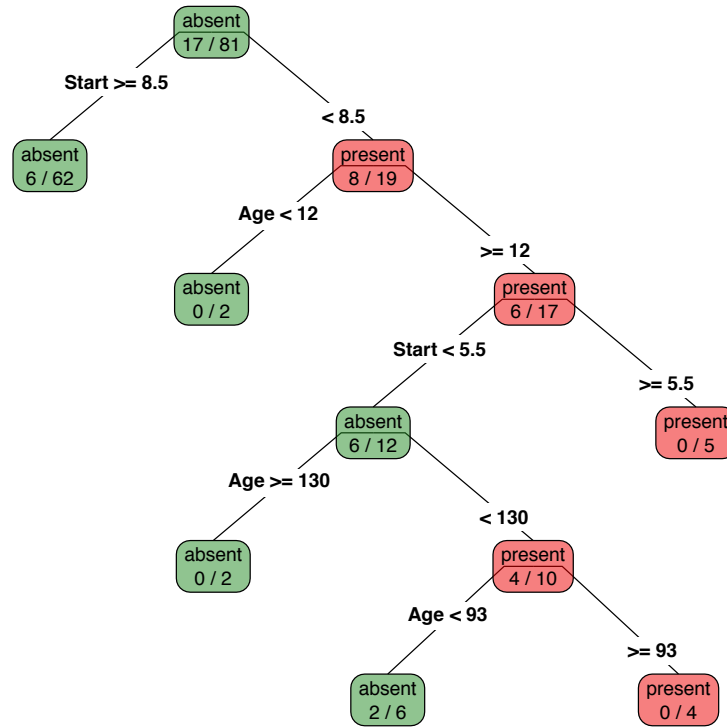 absent
17 / 81
Start >= 8.5
< 8.5
absent
6 / 62
present
8 / 19
Age < 12
>= 12
absent
0 / 2
present
6 / 17
Start < 5.5
>= 5.5
absent
6 / 12
present
0 / 5
Age >= 130
< 130
absent
0 / 2
present
4 / 10
Age < 93
>= 93
absent
2 / 6
present
0 / 4